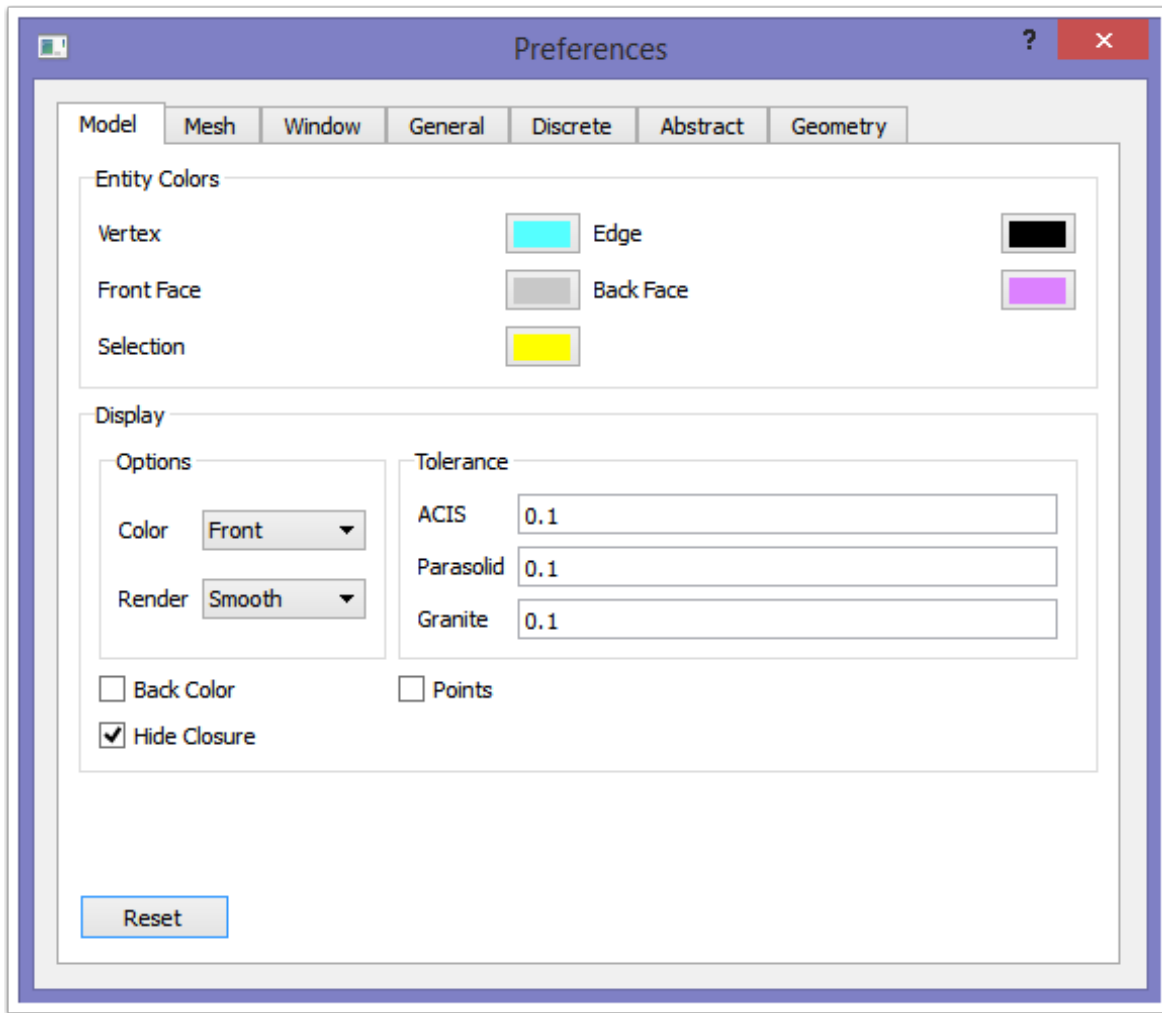 Preferences
?
Model Mesh Window General Discrete Abstract Geometry
Entity Colors
Vertex Edge
Front Face Back Face
Selection
Display
Options Tolerance
ACIS 0.1
Color Front
Parasolid 0.1
Render Smooth
Granite 0.1
Back Color Points
Hide Closure
Reset